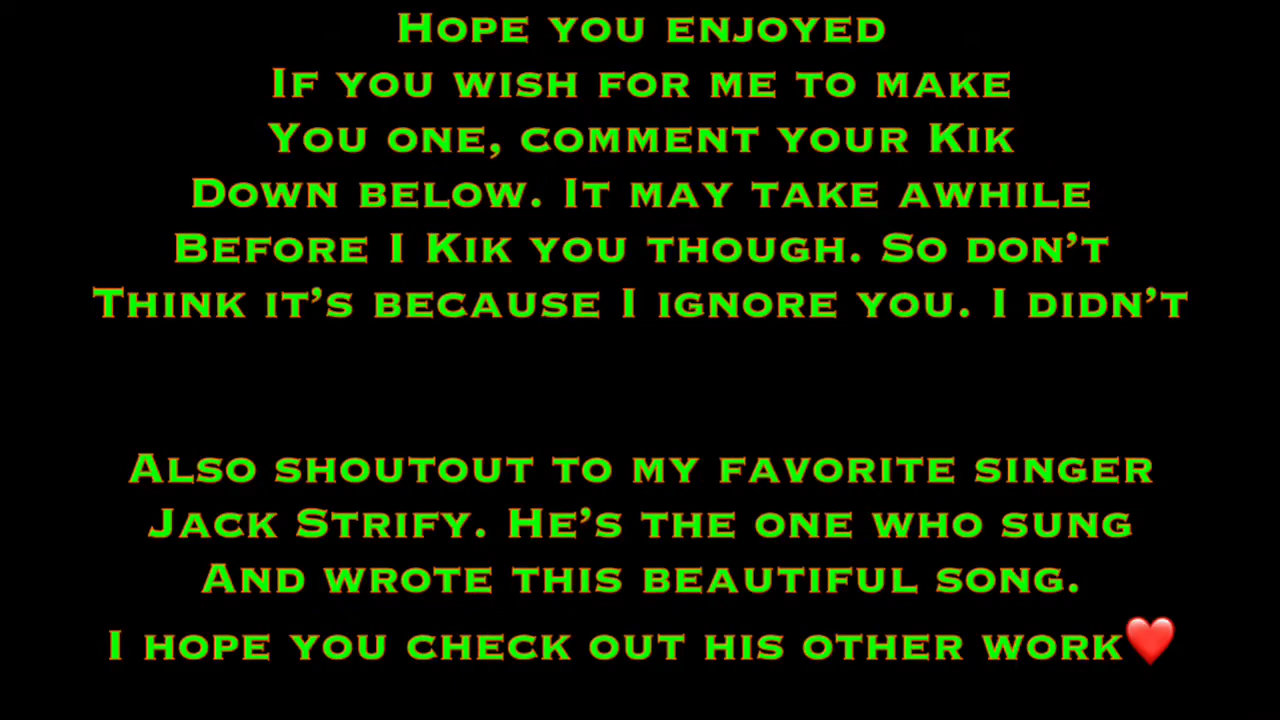 Hope you enjoyed
If you wish for me to make
You one, comment your Kik
Down below. It may take awhile
Before I Kik you though. So don’t
Think it’s because I ignore you. I didn’t
Also shoutout to my favorite singer
Jack Strify. He’s the one who sung
And wrote this beautiful song.
I hope you check out his other work❤️